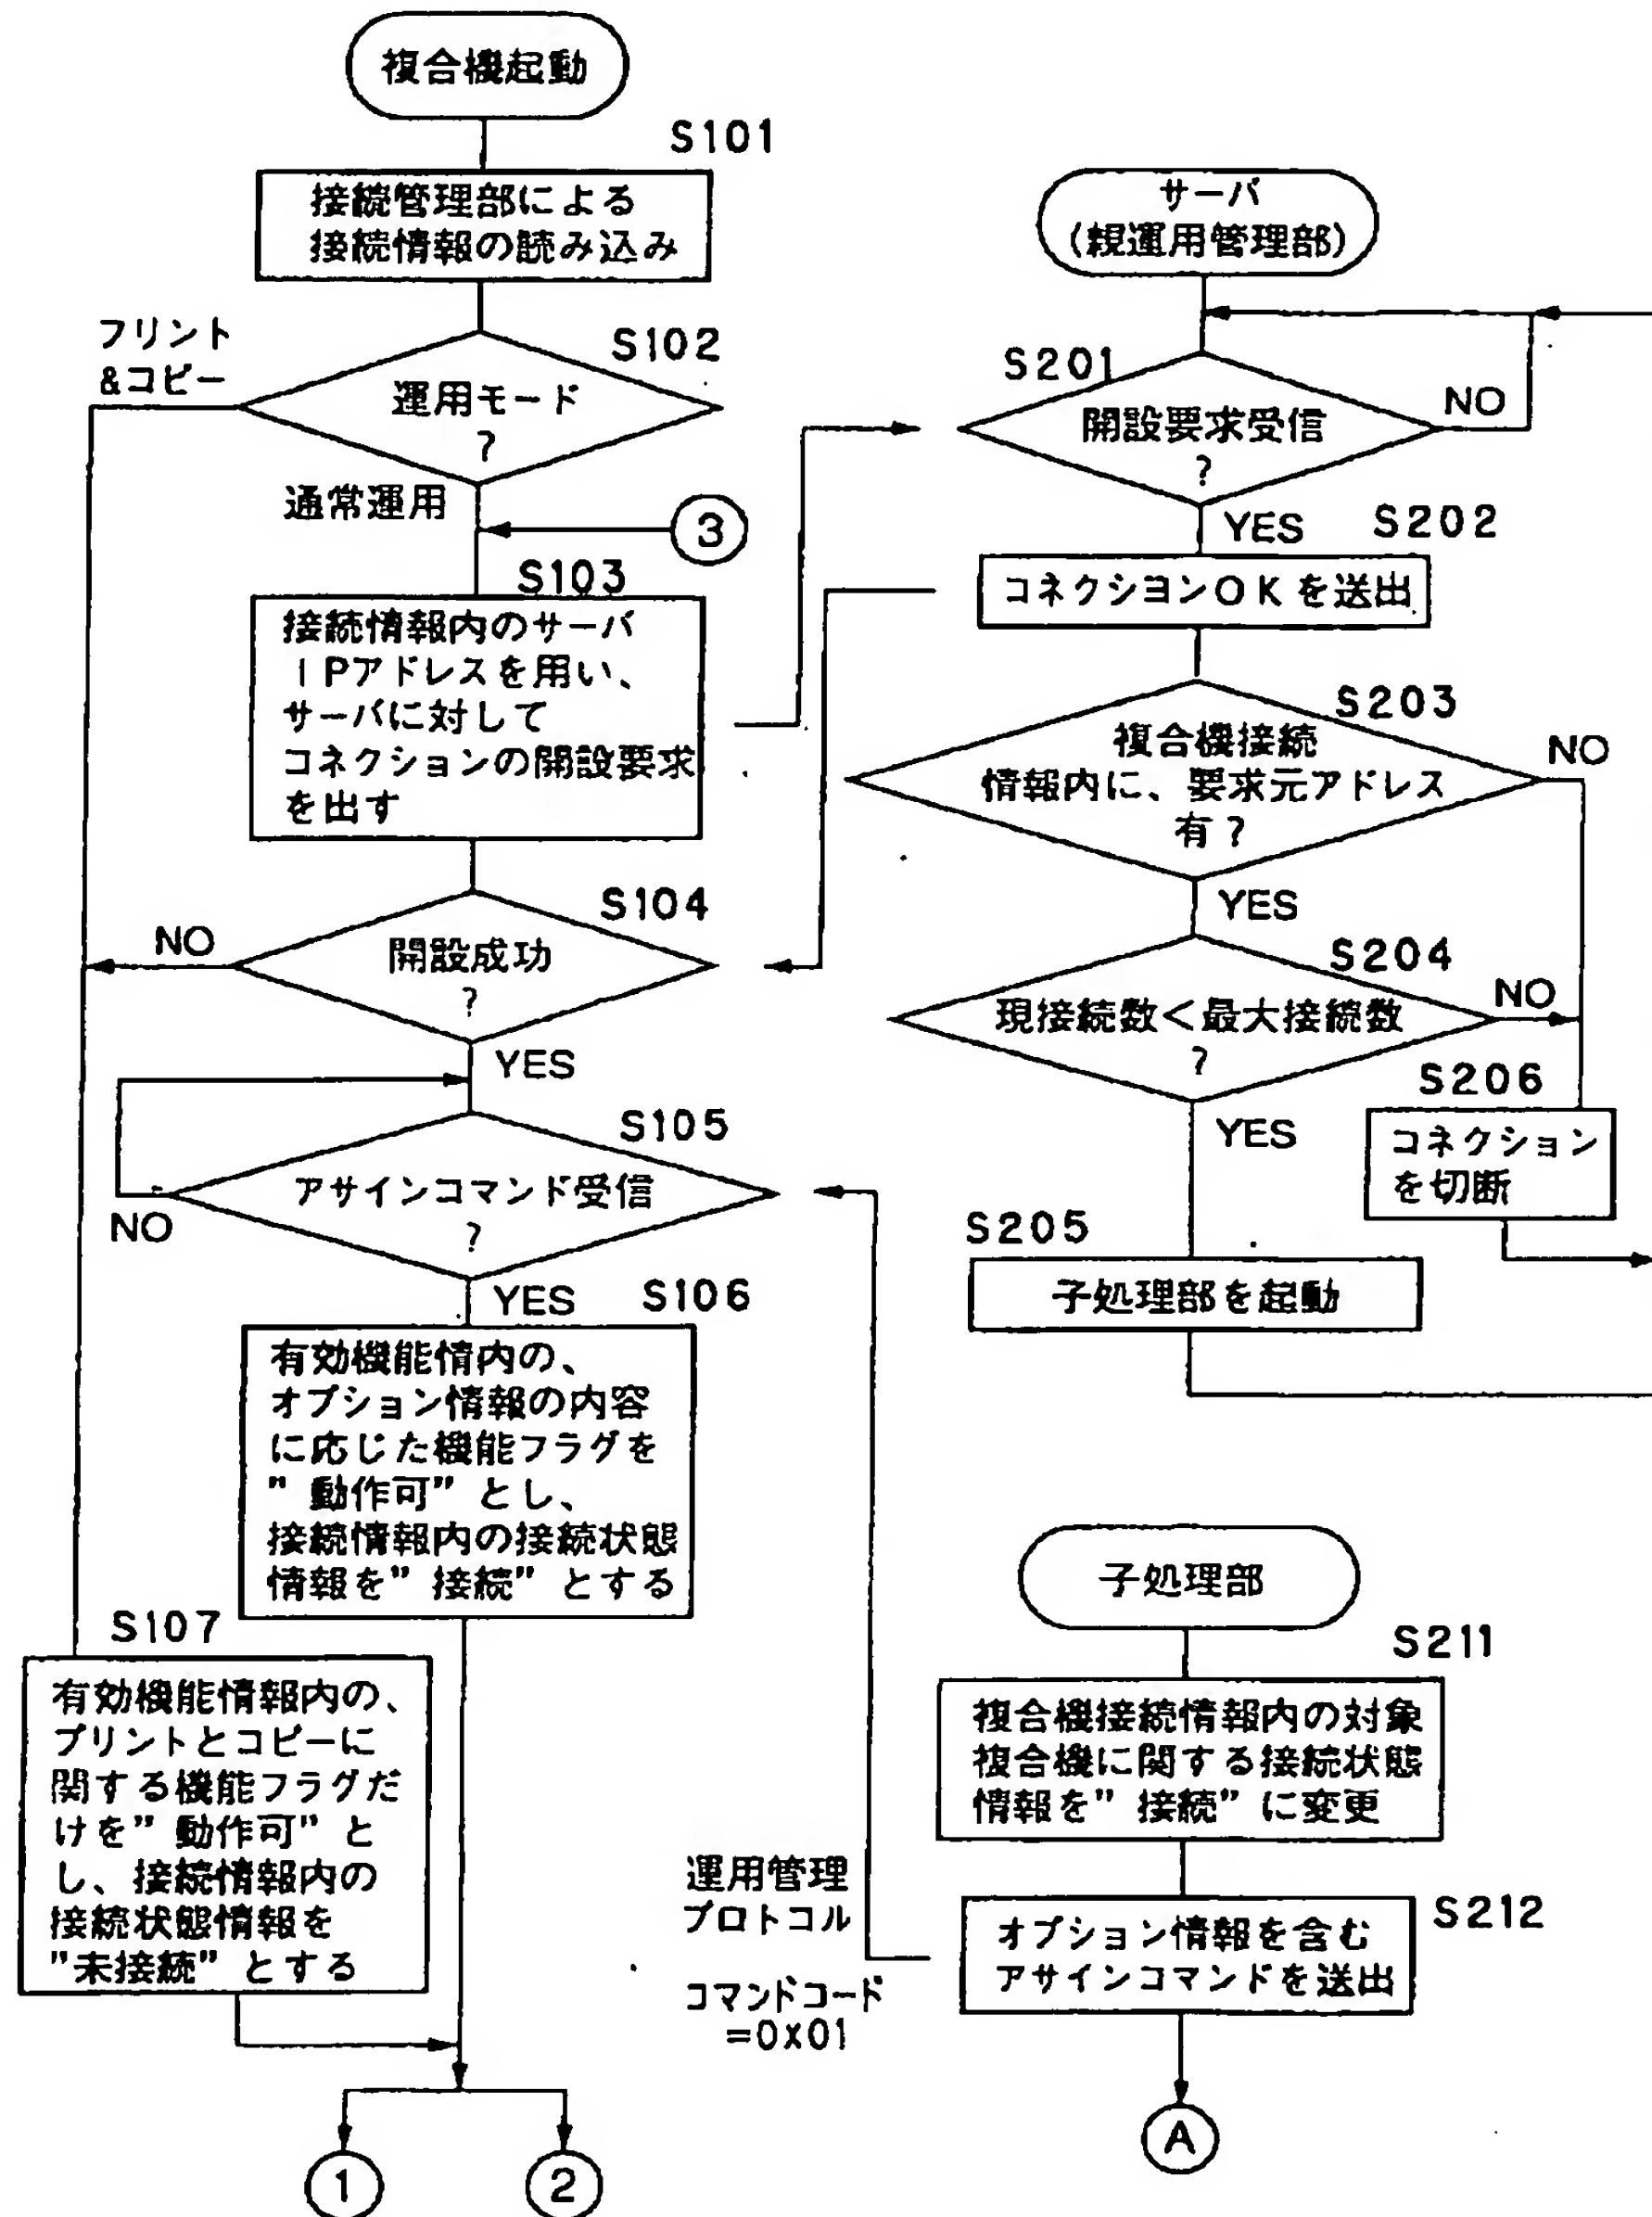 複合機起動
S101
接続管理部による
接続情報の読み込み
フリント
&コピー
S102
運用モード
?
通常運用
3
S103
接続情報内のサーバ
IPアドレスを用い、
サーバに対して
コネクションの開設要求
を出す
S104
NO
開設成功
?
YES
S105
アサインコマンド受信
?
NO
YES
S106
有効機能情内の、
オプション情報の内容
に応じた機能フラグを
”動作可”とし、
接続情報内の接続状態
情報を”接続”とする
S107
有効機能情報内の、
プリントとコピーに
関する機能フラグだ
けを”動作可”と
し、接続情報内の
接続状態情報を
”未接続”とする
1
2
サーバ
(親運用管理部)
S201
開設要求受信
?
NO
YES
S202
コネクションOKを送出
S203
複合機接続
情報内に、要求元アドレス
有?
NO
YES
S204
現接続数<最大接続数
?
NO
YES
S206
コネクション
を切断
S205
子処理部を起動
子処理部
S211
複合機接続情報内の対象
複合機に関する接続状態
情報を”接続”に変更
運用管理
プロトコル
コマンドコード
=0X01
S212
オプション情報を含む
アサインコマンドを送出
A